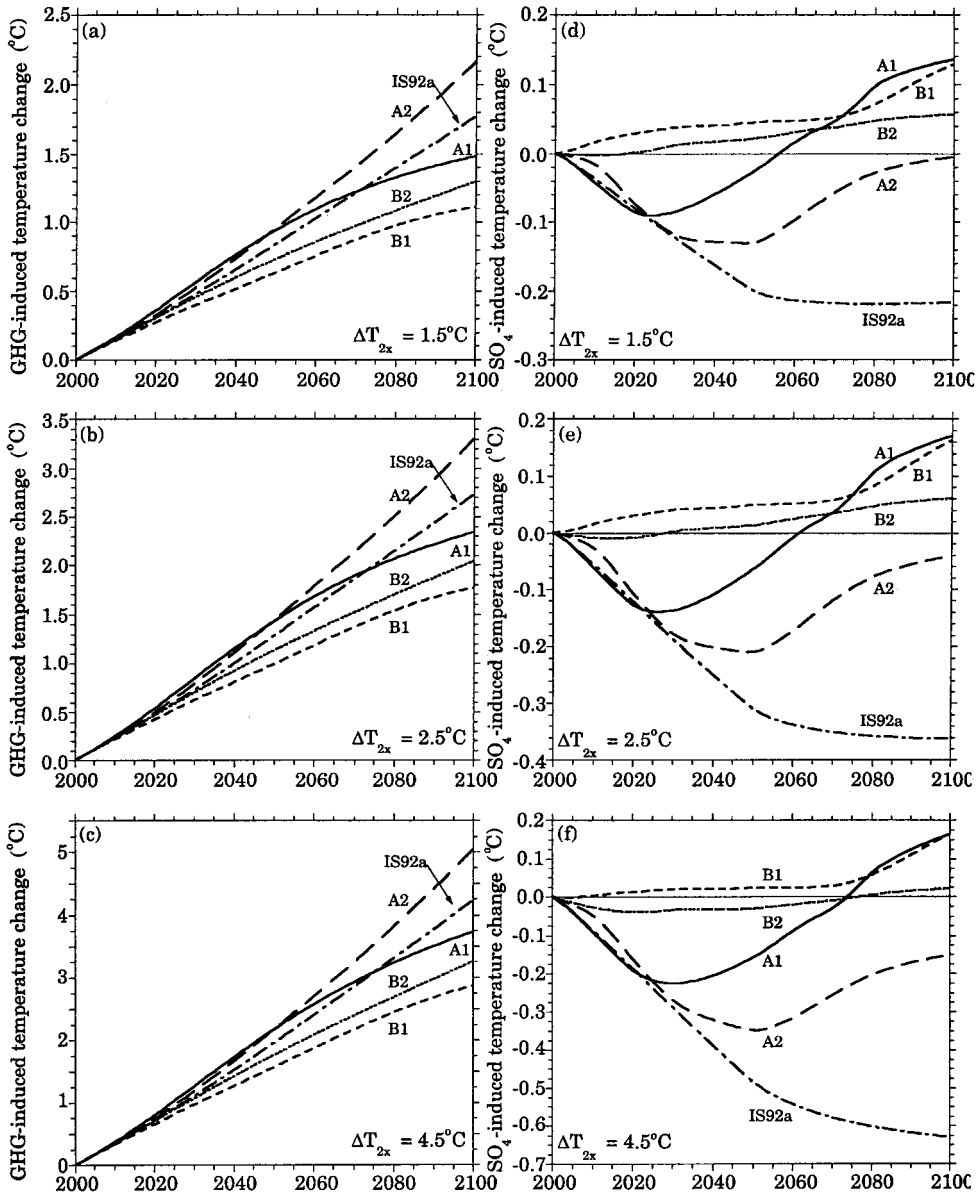 (a)
GHG-induced temperature change (°C)
2.5
2.0
1.5
1.0
0.5
0.0
IS92a
A2
A1
B2
B1
ΔT2x = 1.5°C
2000 2020 2040 2060 2080 2100
(d)
SO4-induced temperature change (°C)
0.2
0.1
0.0
-0.1
-0.2
-0.3
A1
B1
B2
A2
IS92a
ΔT2x = 1.5°C
2000 2020 2040 2060 2080 210
(b)
GHG-induced temperature change (°C)
3.5
3.0
2.5
2.0
1.5
1.0
0.5
0.0
IS92a
A2
A1
B2
B1
ΔT2x = 2.5°C
2000 2020 2040 2060 2080 2100
(e)
SO4-induced temperature change (°C)
0.2
0.1
0.0
-0.1
-0.2
-0.3
-0.4
A1
B1
B2
A2
IS92a
ΔT2x = 2.5°C
2000 2020 2040 2060 2080 210
(c)
GHG-induced temperature change (°C)
5
4
3
2
1
0
IS92a
A2
A1
B2
B1
ΔT2x = 4.5°C
2000 2020 2040 2060 2080 2100
(f)
SO4-induced temperature change (°C)
0.2
0.1
0.0
-0.1
-0.2
-0.3
-0.4
-0.5
-0.6
-0.7
B1
B2
A1
A2
IS92a
ΔT2x = 4.5°C
2000 2020 2040 2060 2080 210